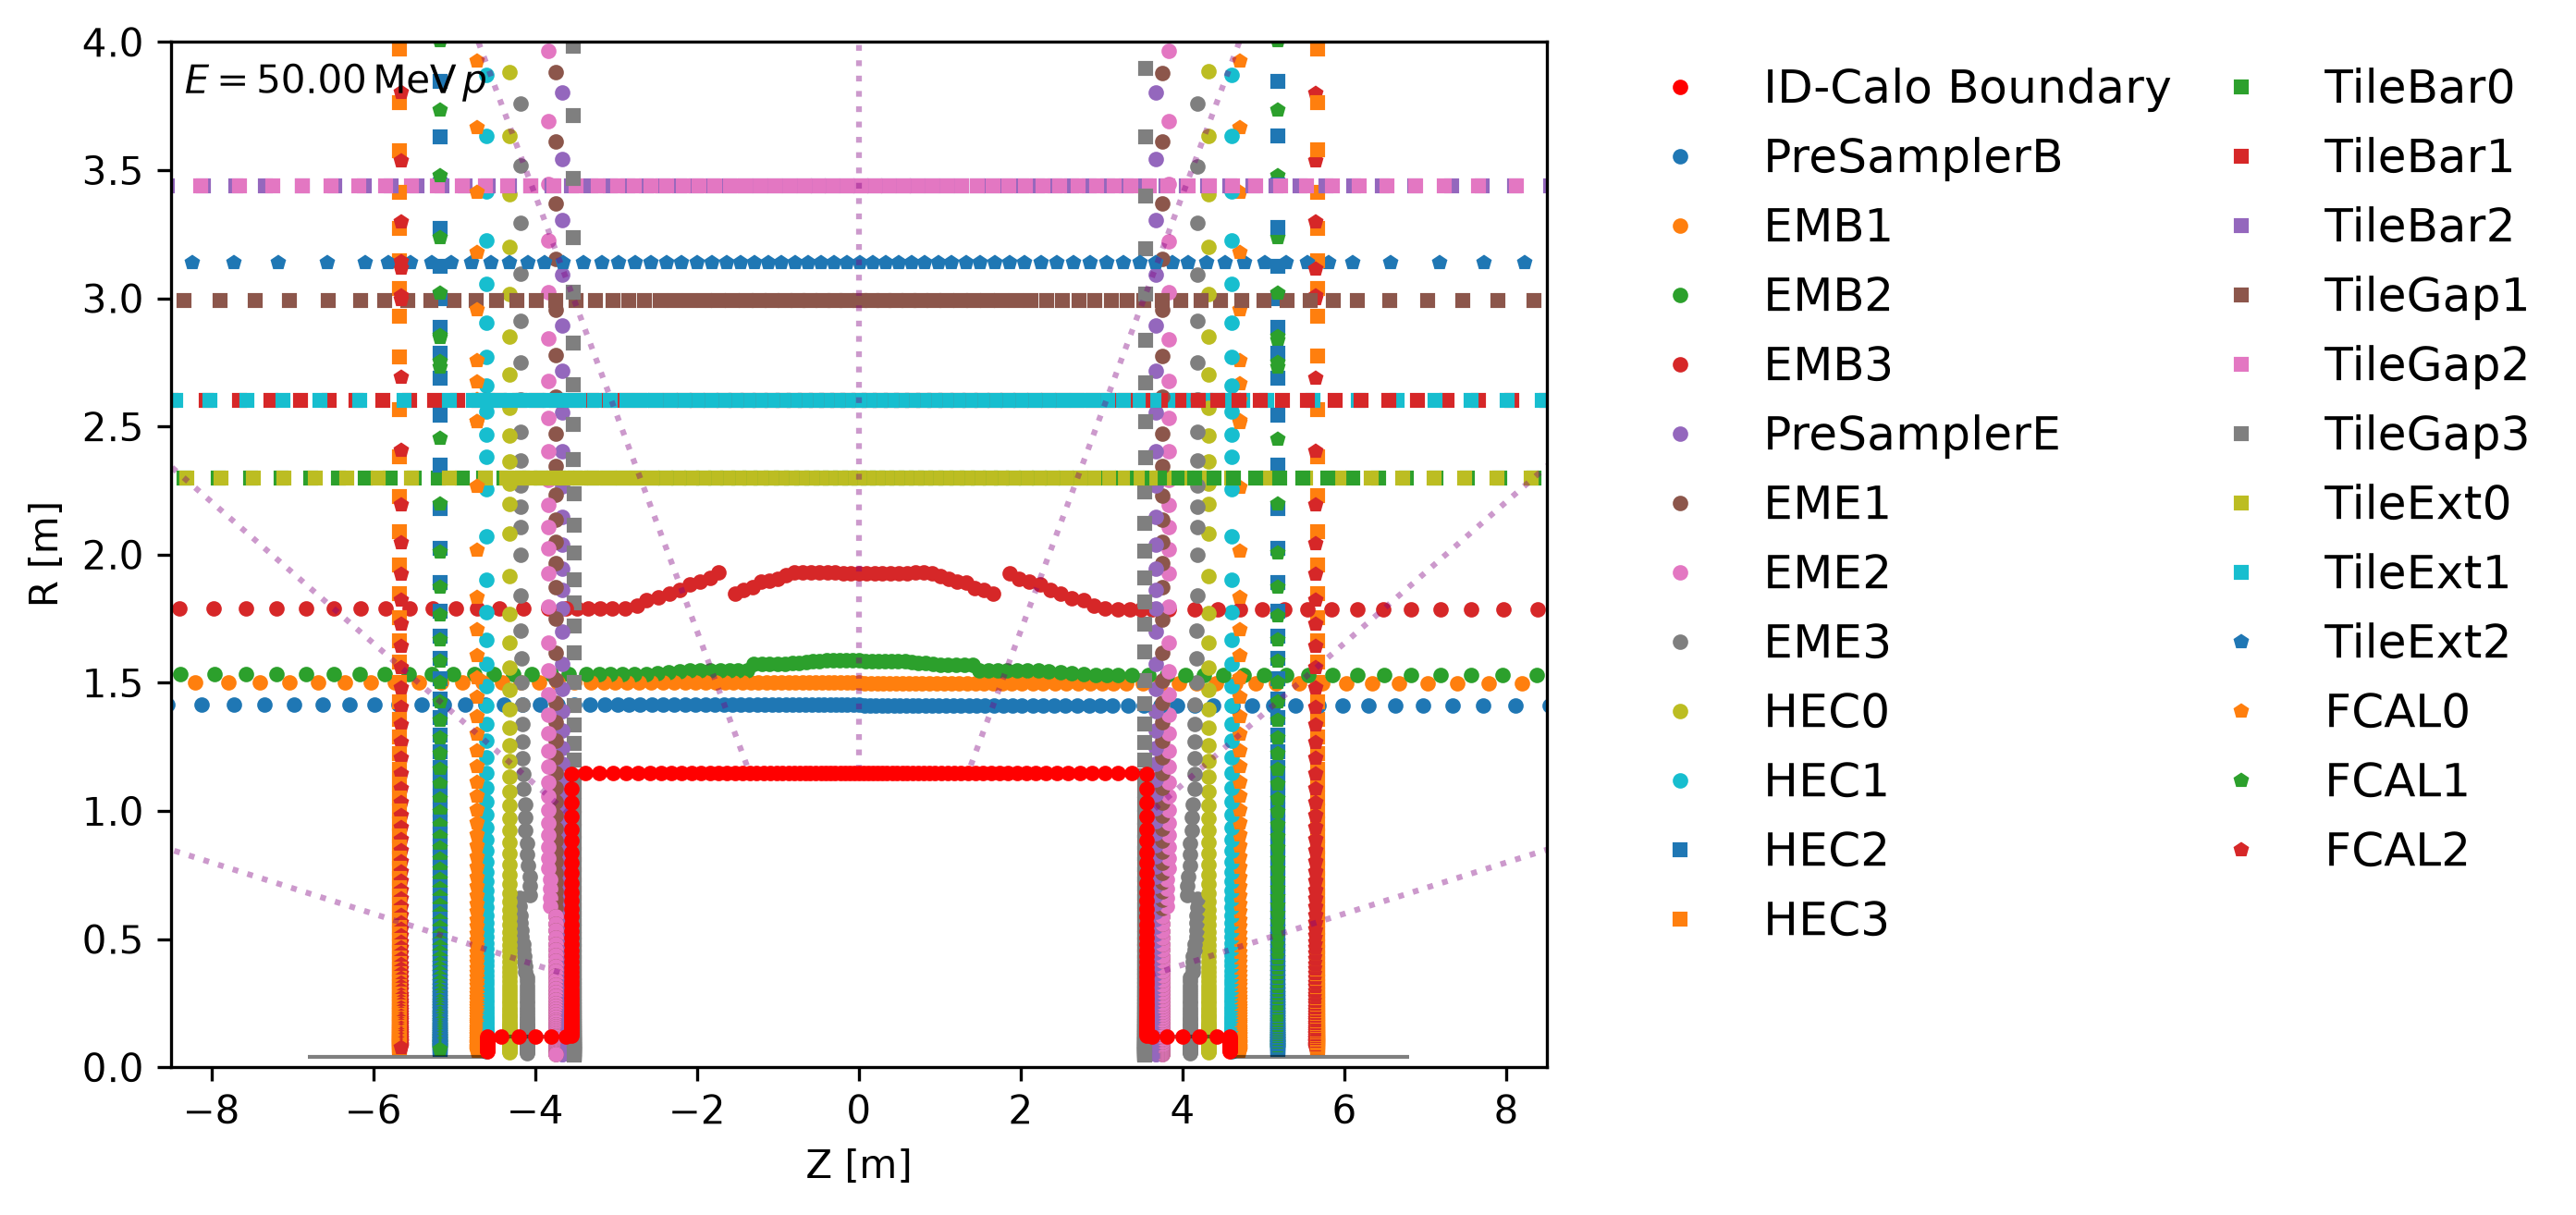 E = 50.00 MeV p
4.0
3.5
3.0
2.5
2.0
1.5
1.0
0.5
0.0
R [m]
−8 −6 −4 −2 0 2 4 6 8
Z [m]
ID-Calo Boundary
PreSamplerB
EMB1
EMB2
EMB3
PreSamplerE
EME1
EME2
EME3
HEC0
HEC1
HEC2
HEC3
TileBar0
TileBar1
TileBar2
TileGap1
TileGap2
TileGap3
TileExt0
TileExt1
TileExt2
FCAL0
FCAL1
FCAL2